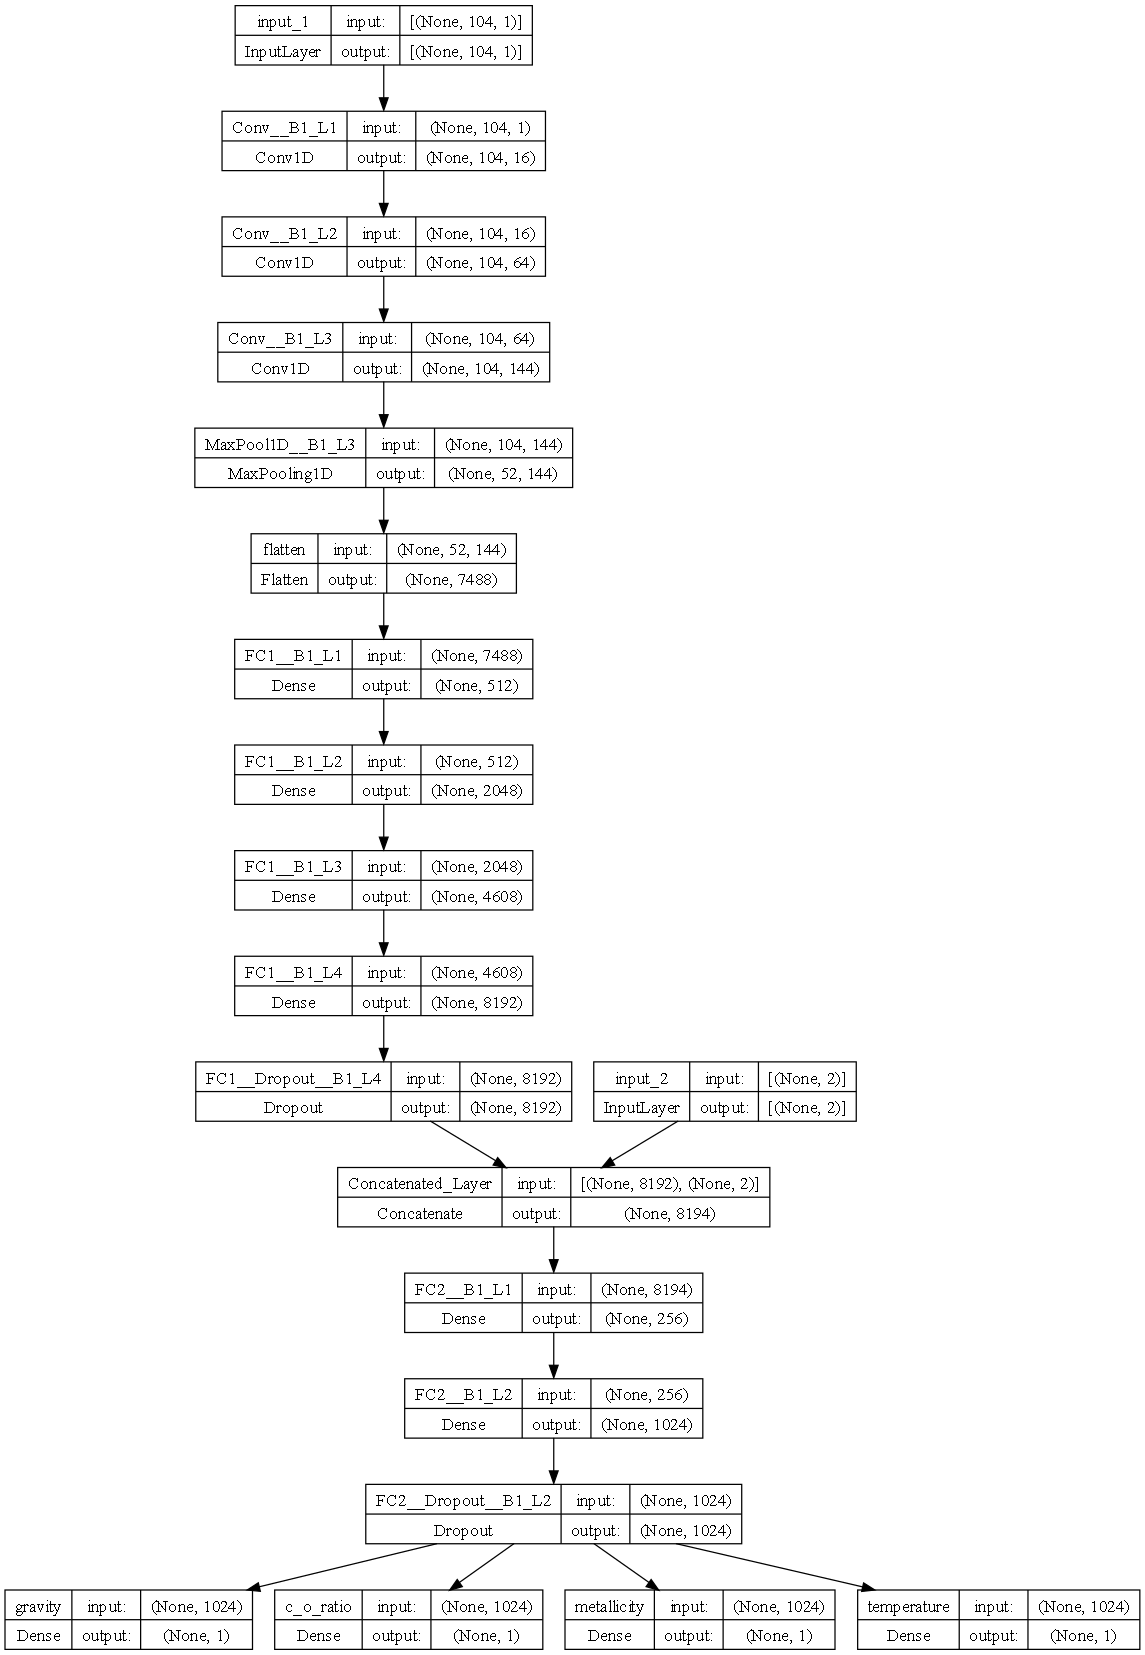 input_1 input: [(None, 104, 1)]
InputLayer output: [(None, 104, 1)]
Conv__B1_L1 input: (None, 104, 1)
Conv1D output: (None, 104, 16)
Conv__B1_L2 input: (None, 104, 16)
Conv1D output: (None, 104, 64)
Conv__B1_L3 input: (None, 104, 64)
Conv1D output: (None, 104, 144)
MaxPool1D__B1_L3 input: (None, 104, 144)
MaxPooling1D output: (None, 52, 144)
flatten input: (None, 52, 144)
Flatten output: (None, 7488)
FC1__B1_L1 input: (None, 7488)
Dense output: (None, 512)
FC1__B1_L2 input: (None, 512)
Dense output: (None, 2048)
FC1__B1_L3 input: (None, 2048)
Dense output: (None, 4608)
FC1__B1_L4 input: (None, 4608)
Dense output: (None, 8192)
FC1__Dropout__B1_L4 input: (None, 8192)
Dropout output: (None, 8192)
input_2 input: [(None, 2)]
InputLayer output: [(None, 2)]
Concatenated_Layer input: [(None, 8192), (None, 2)]
Concatenate output: (None, 8194)
FC2__B1_L1 input: (None, 8194)
Dense output: (None, 256)
FC2__B1_L2 input: (None, 256)
Dense output: (None, 1024)
FC2__Dropout__B1_L2 input: (None, 1024)
Dropout output: (None, 1024)
gravity input: (None, 1024)
Dense output: (None, 1)
c_o_ratio input: (None, 1024)
Dense output: (None, 1)
metallicity input: (None, 1024)
Dense output: (None, 1)
temperature input: (None, 1024)
Dense output: (None, 1)